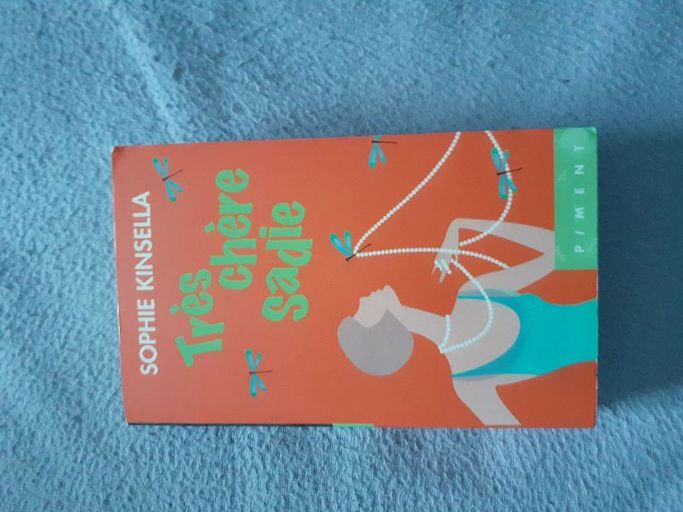 SOPHIE KINSELLA
Très
chère
sadie
PIMENT